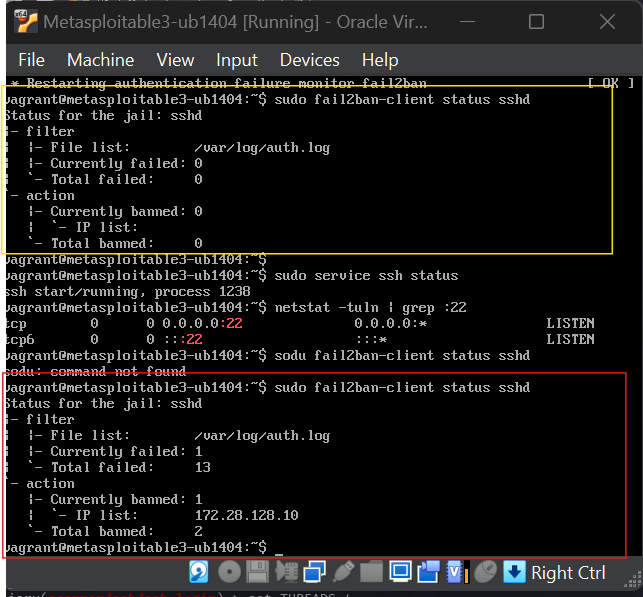 Metasploitable3-ub1404 [Running] - Oracle Vir...
File Machine View Input Devices Help
* Restarting authentication failure monitor fail2ban [ OK ]
vagrant@metasploitable3-ub1404:~$ sudo fail2ban-client status sshd
Status for the jail: sshd
|- filter
|  |- File list:        /var/log/auth.log
|  |- Currently failed: 0
|  `- Total failed:     0
`- action
   |- Currently banned: 0
   |  `- IP list:
   `- Total banned:     0
vagrant@metasploitable3-ub1404:~$
vagrant@metasploitable3-ub1404:~$ sudo service ssh status
ssh start/running, process 1238
vagrant@metasploitable3-ub1404:~$ netstat -tuln | grep :22
tcp        0      0 0.0.0.0:22              0.0.0.0:*               LISTEN
tcp6       0      0 :::22                   :::*                    LISTEN
vagrant@metasploitable3-ub1404:~$ sodu fail2ban-client status sshd
sodu: command not found
vagrant@metasploitable3-ub1404:~$ sudo fail2ban-client status sshd
Status for the jail: sshd
|- filter
|  |- File list:        /var/log/auth.log
|  |- Currently failed: 1
|  `- Total failed:     13
`- action
   |- Currently banned: 1
   |  `- IP list:       172.28.128.10
   `- Total banned:     2
vagrant@metasploitable3-ub1404:~$ _
Right Ctrl